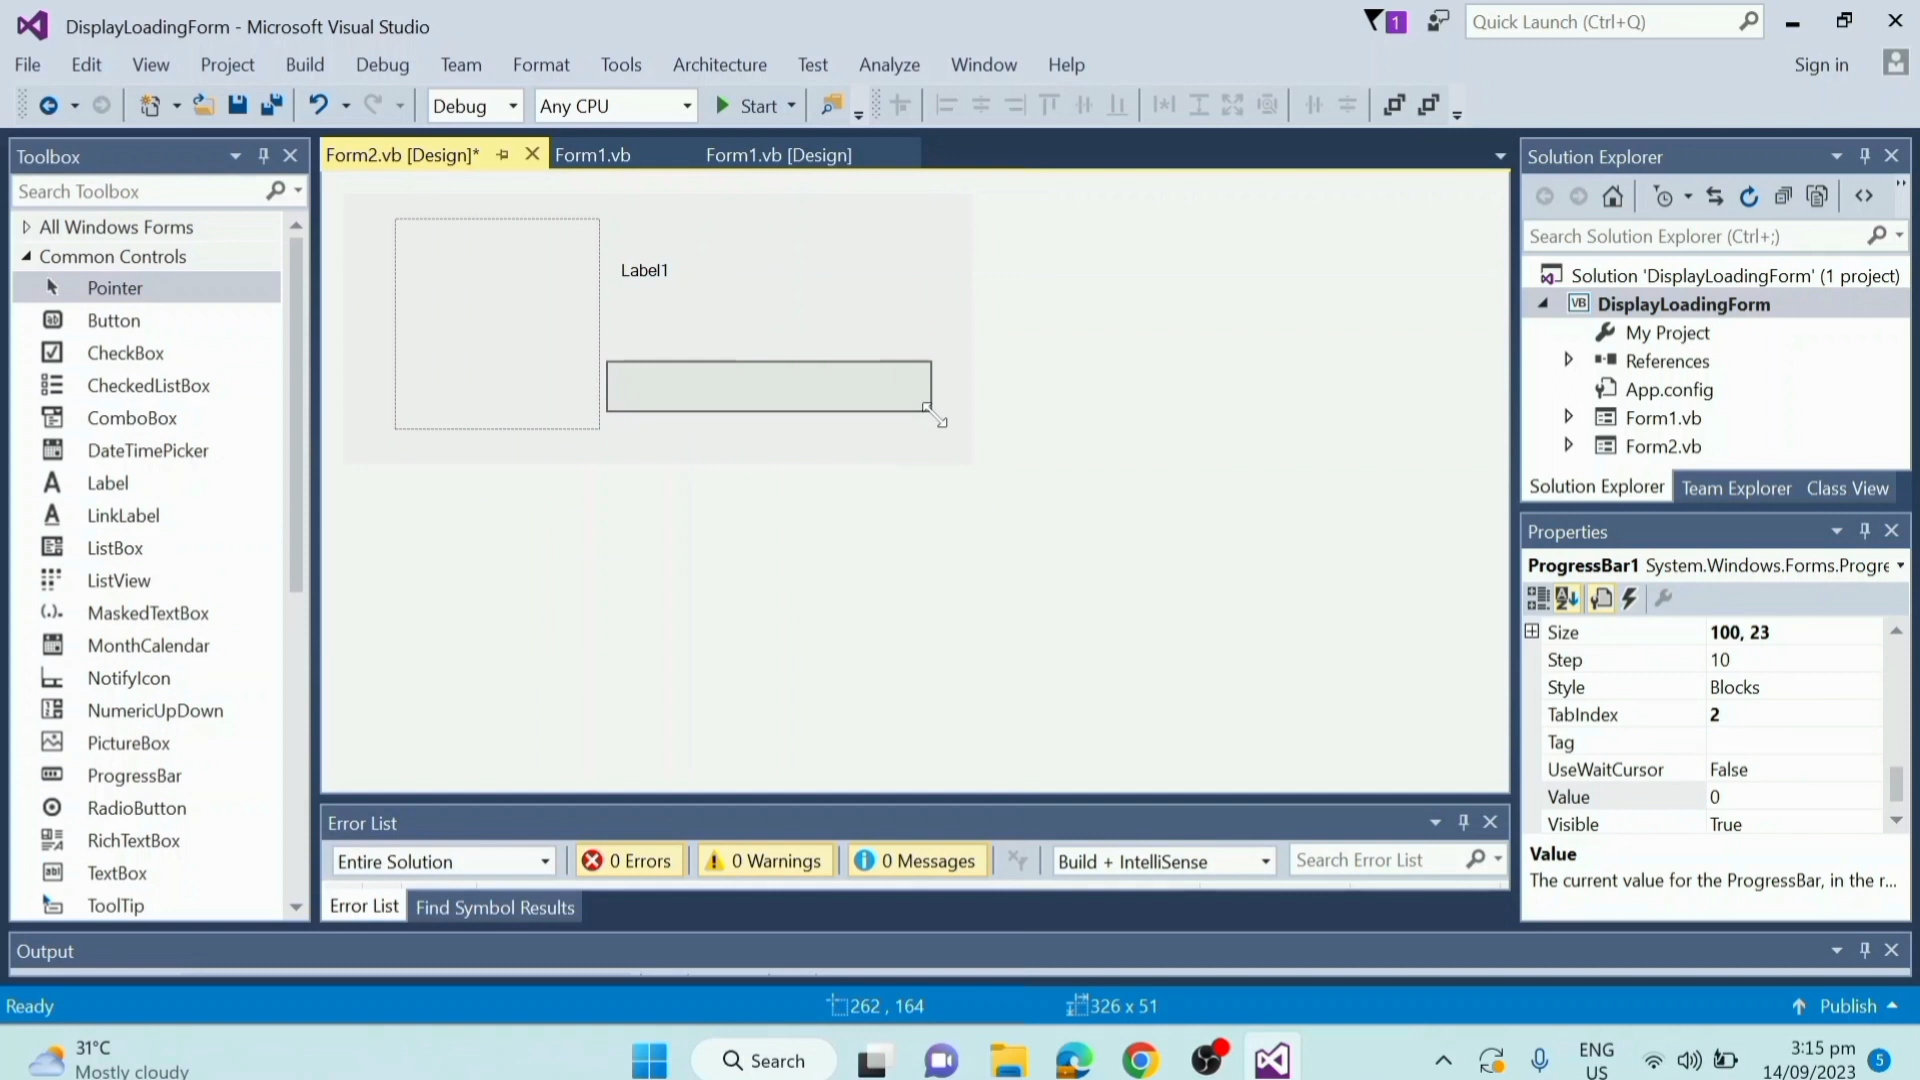 DisplayLoadingForm - Microsoft Visual Studio
1
Quick Launch (Ctrl+Q)
File Edit View Project Build Debug Team Format Tools Architecture Test Analyze Window Help
Sign in
Debug
Any CPU
Start
Toolbox
Search Toolbox
All Windows Forms
Common Controls
Pointer
Button
CheckBox
CheckedListBox
ComboBox
DateTimePicker
Label
LinkLabel
ListBox
ListView
MaskedTextBox
MonthCalendar
NotifyIcon
NumericUpDown
PictureBox
ProgressBar
RadioButton
RichTextBox
TextBox
ToolTip
Form2.vb [Design]*
Form1.vb
Form1.vb [Design]
Label1
Error List
Entire Solution
0 Errors
0 Warnings
0 Messages
Build + IntelliSense
Search Error List
Error List
Find Symbol Results
Solution Explorer
Search Solution Explorer (Ctrl+;)
Solution 'DisplayLoadingForm' (1 project)
DisplayLoadingForm
My Project
References
App.config
Form1.vb
Form2.vb
Solution Explorer Team Explorer Class View
Properties
ProgressBar1 System.Windows.Forms.Progre
Size 100, 23
Step 10
Style Blocks
TabIndex 2
Tag
UseWaitCursor False
Value 0
Visible True
Value
The current value for the ProgressBar, in the r...
Output
Ready
262 , 164
326 x 51
Publish
31°C
Mostly cloudy
Search
ENG
US
3:15 pm
14/09/2023
5